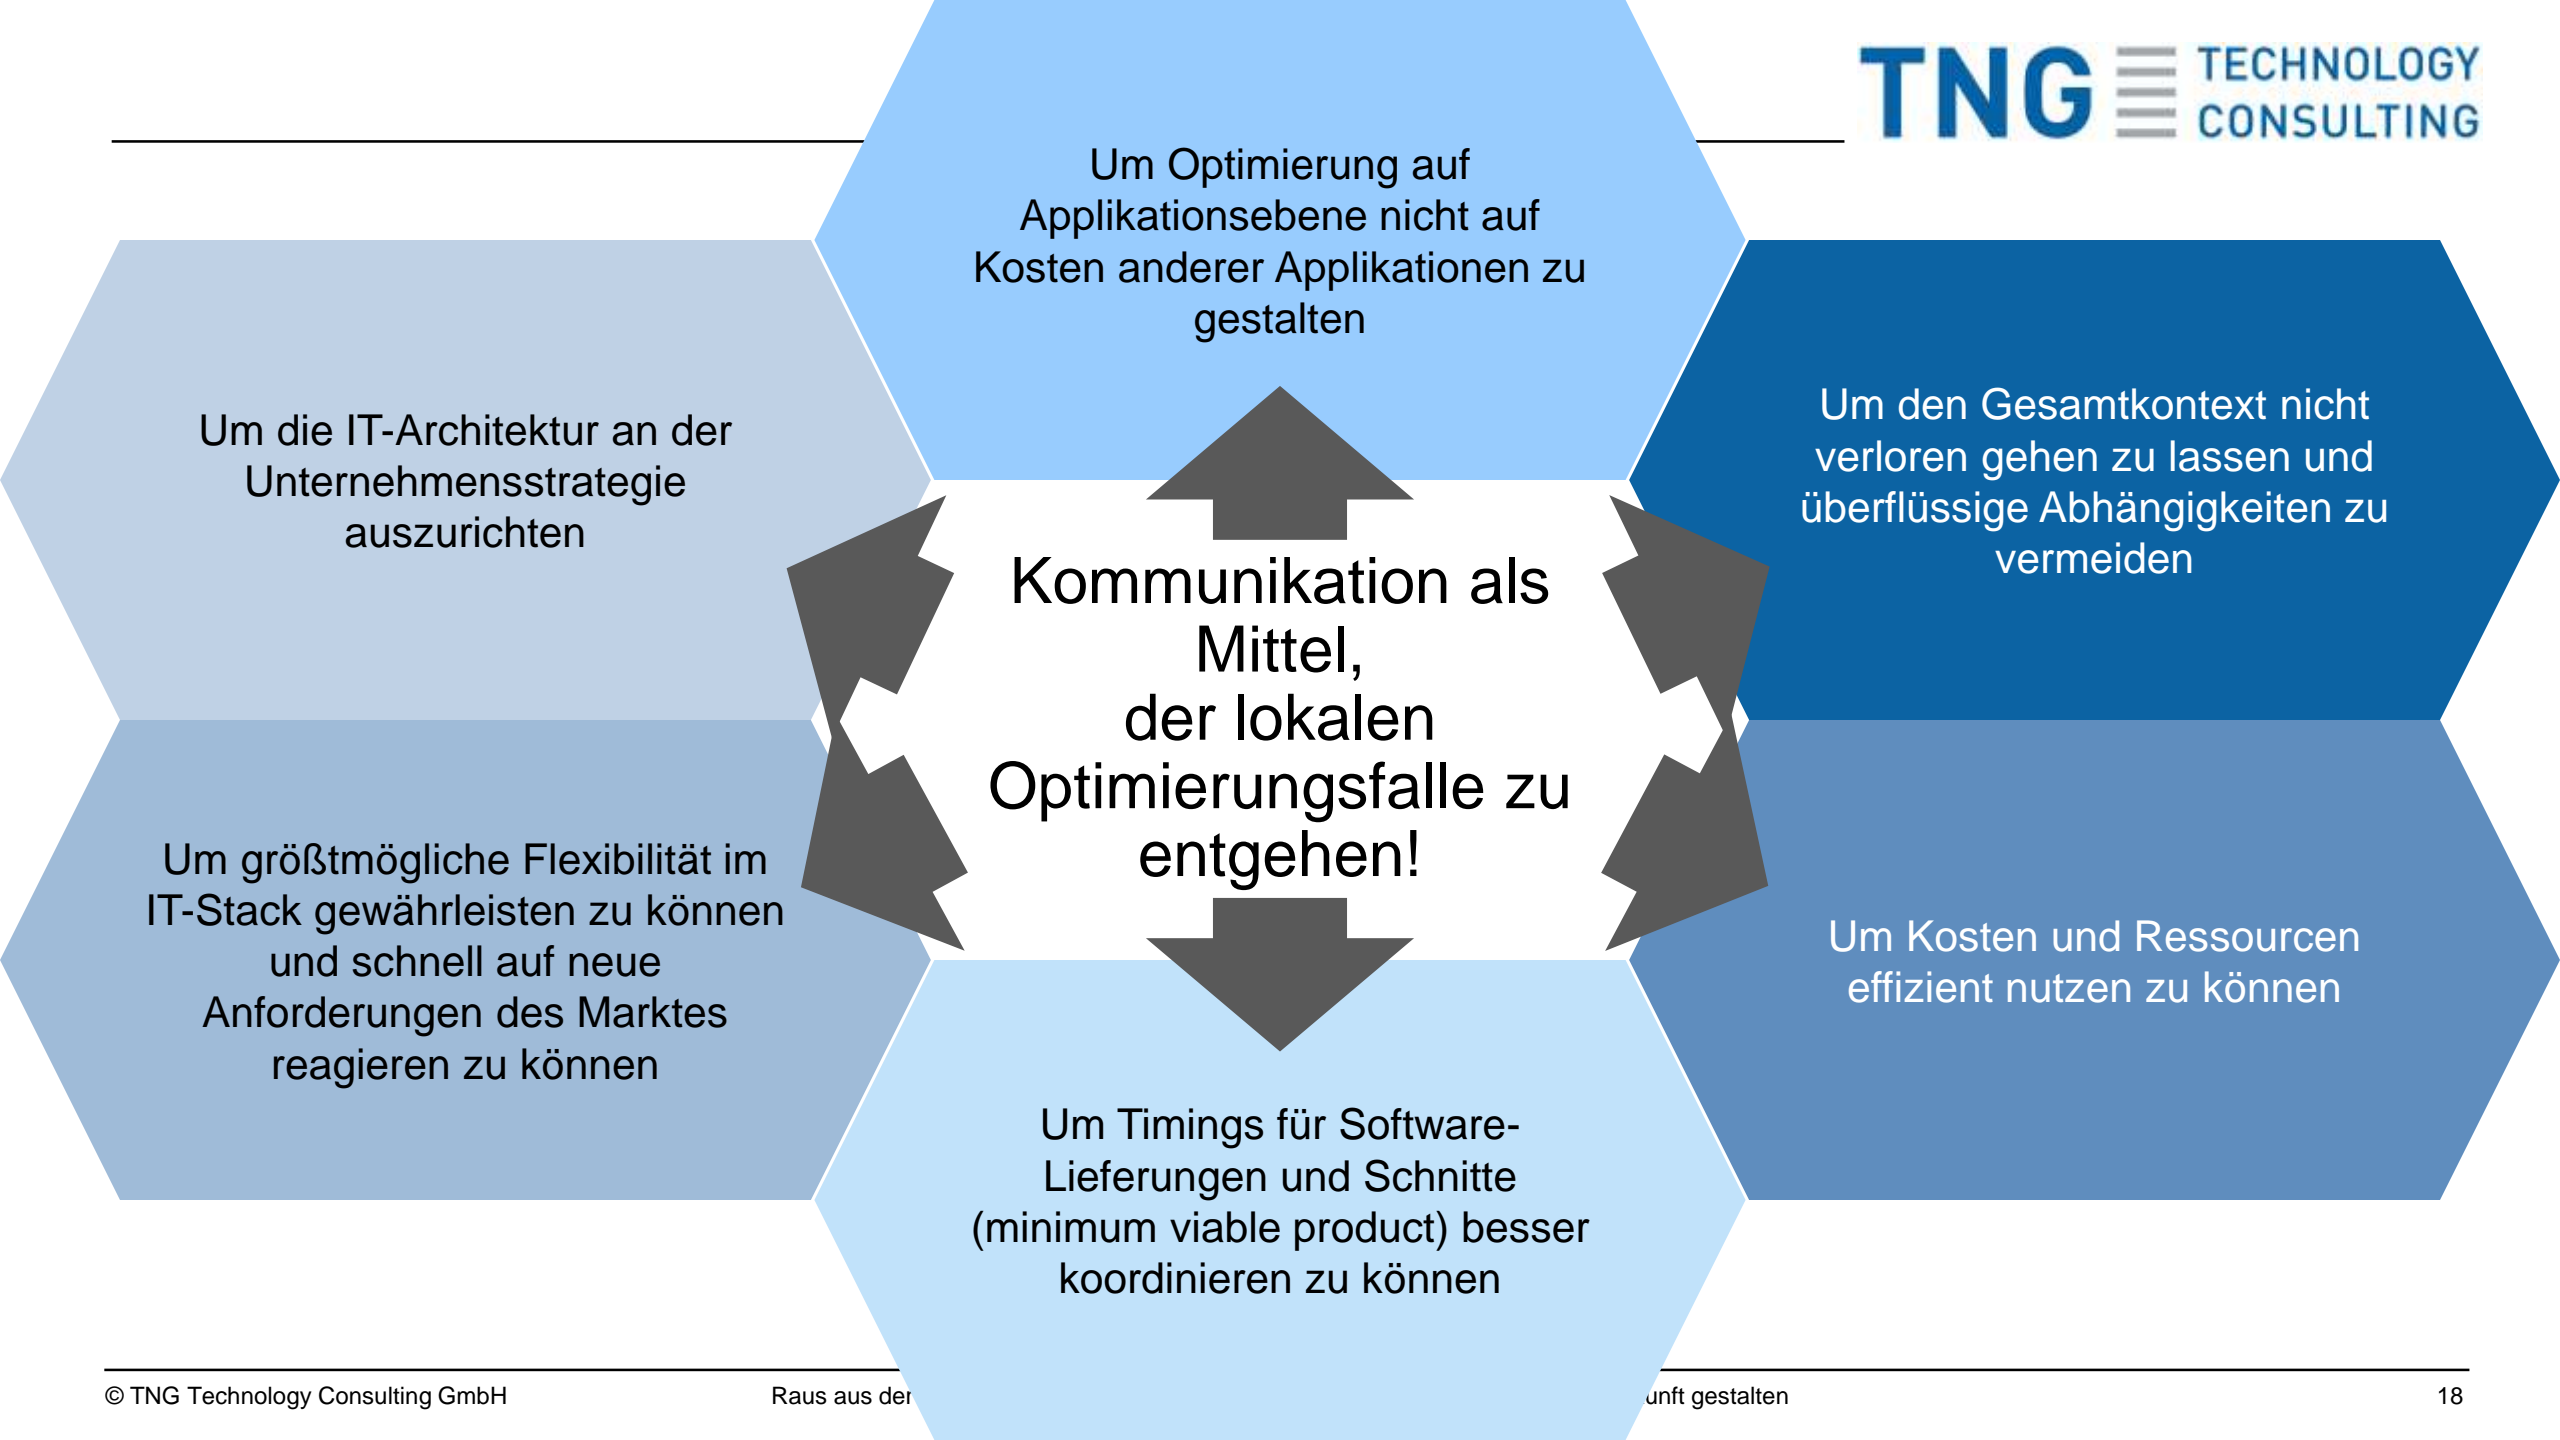 TNG TECHNOLOGY
CONSULTING
Um Optimierung auf
Applikationsebene nicht auf
Kosten anderer Applikationen zu
gestalten
Um die IT-Architektur an der
Unternehmensstrategie
auszurichten
Um den Gesamtkontext nicht
verloren gehen zu lassen und
überflüssige Abhängigkeiten zu
vermeiden
Kommunikation als
Mittel,
der lokalen
Optimierungsfalle zu
entgehen!
Um größtmögliche Flexibilität im
IT-Stack gewährleisten zu können
und schnell auf neue
Anforderungen des Marktes
reagieren zu können
Um Kosten und Ressourcen
effizient nutzen zu können
Um Timings für Software-
Lieferungen und Schnitte
(minimum viable product) besser
koordinieren zu können
© TNG Technology Consulting GmbH
Raus aus der
gestalten
18